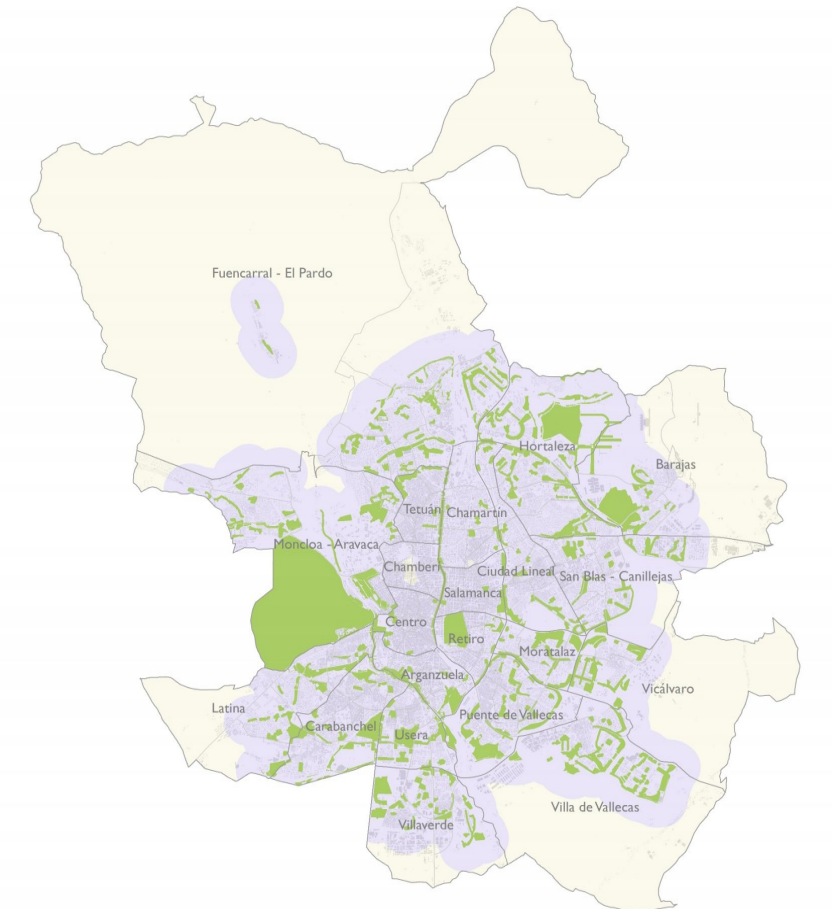 Fuencarral - El Pardo
Hortaleza
Barajas
Tetuán
Chamartín
Moncloa - Aravaca
Chamberí
Ciudad Lineal
San Blas - Canillejas
Salamanca
Centro
Retiro
Moratalaz
Arganzuela
Vicálvaro
Latina
Puente de Vallecas
Carabanchel
Usera
Villa de Vallecas
Villaverde